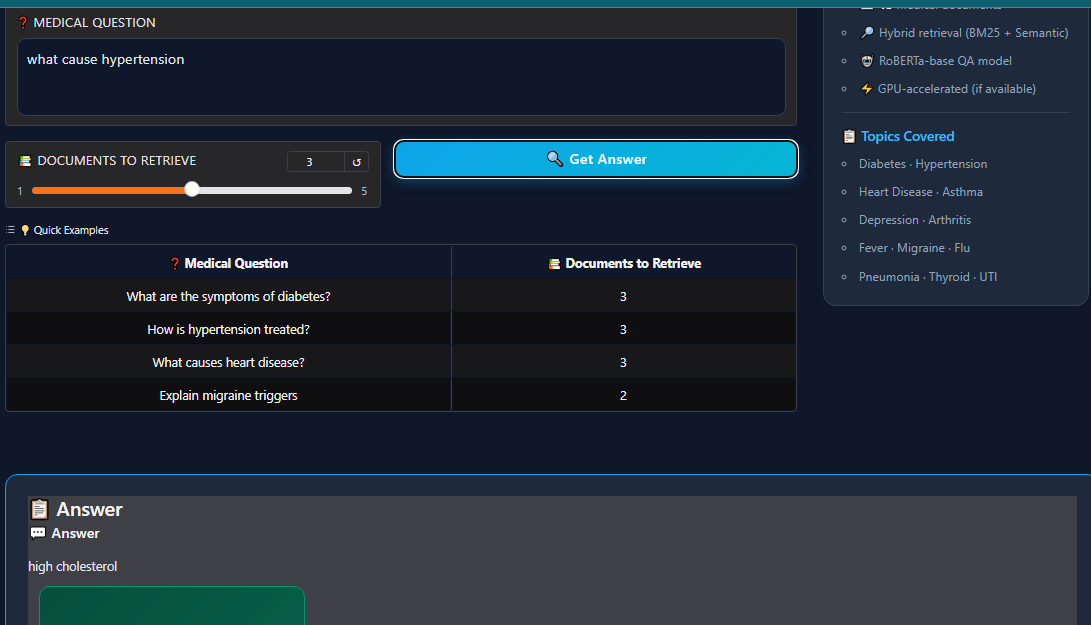 ❓ MEDICAL QUESTION
what cause hypertension
📚 DOCUMENTS TO RETRIEVE
3
↺
1
5
🔍 Get Answer
💡 Quick Examples
❓ Medical Question
📚 Documents to Retrieve
What are the symptoms of diabetes?
3
How is hypertension treated?
3
What causes heart disease?
3
Explain migraine triggers
2
🔎 Hybrid retrieval (BM25 + Semantic)
RoBERTa-base QA model
⚡ GPU-accelerated (if available)
📋 Topics Covered
Diabetes · Hypertension
Heart Disease · Asthma
Depression · Arthritis
Fever · Migraine · Flu
Pneumonia · Thyroid · UTI
📋 Answer
💬 Answer
high cholesterol